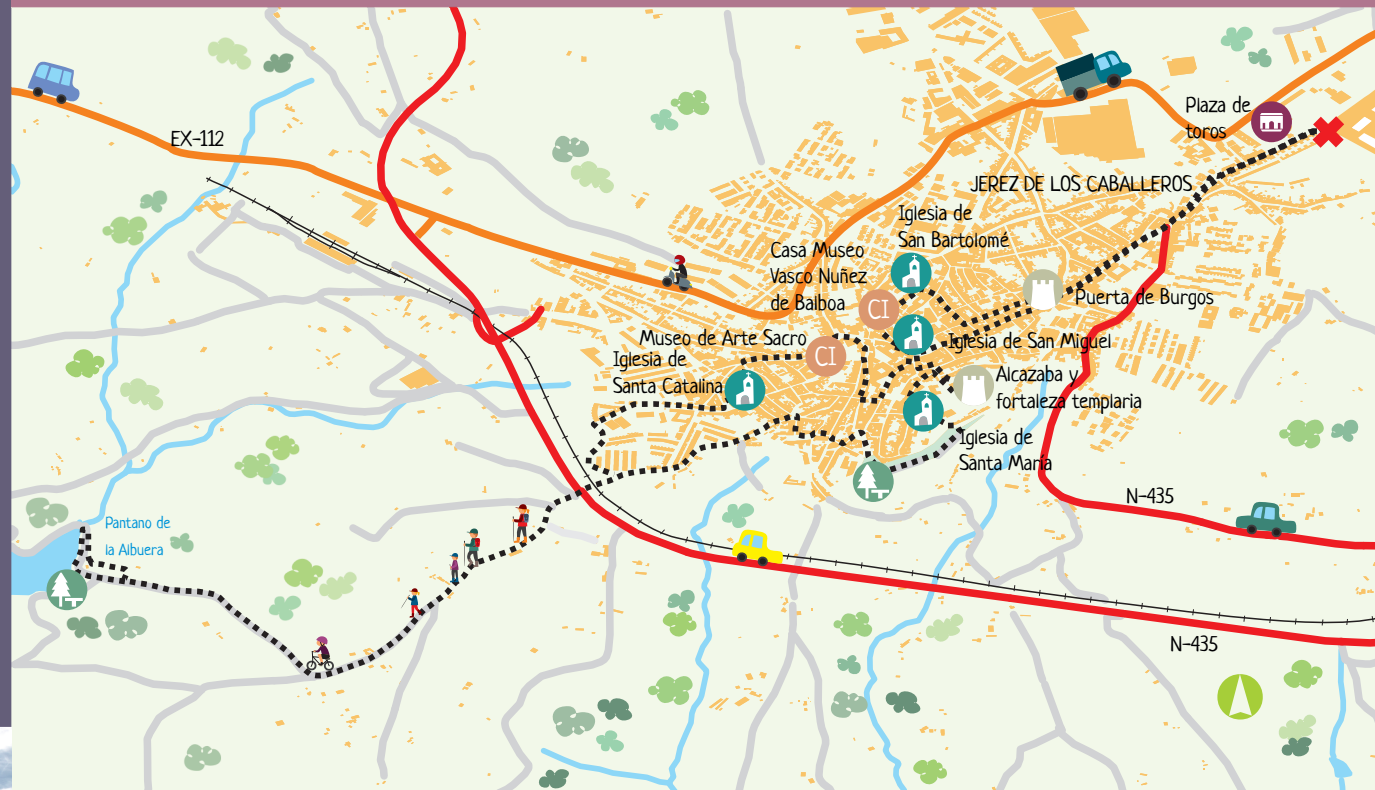 EX-112
Plaza de
toros
JEREZ DE LOS CABALLEROS
Iglesia de
San Bartolomé
Casa Museo
Vasco Nuñez
de Balboa
CI
Puerta de Burgos
Museo de Arte Sacro
CI
Iglesia de San Miguel
Iglesia de
Santa Catalina
Alcazaba y
fortaleza templaria
Iglesia de
Santa María
N-435
Pantano de
la Albuera
N-435